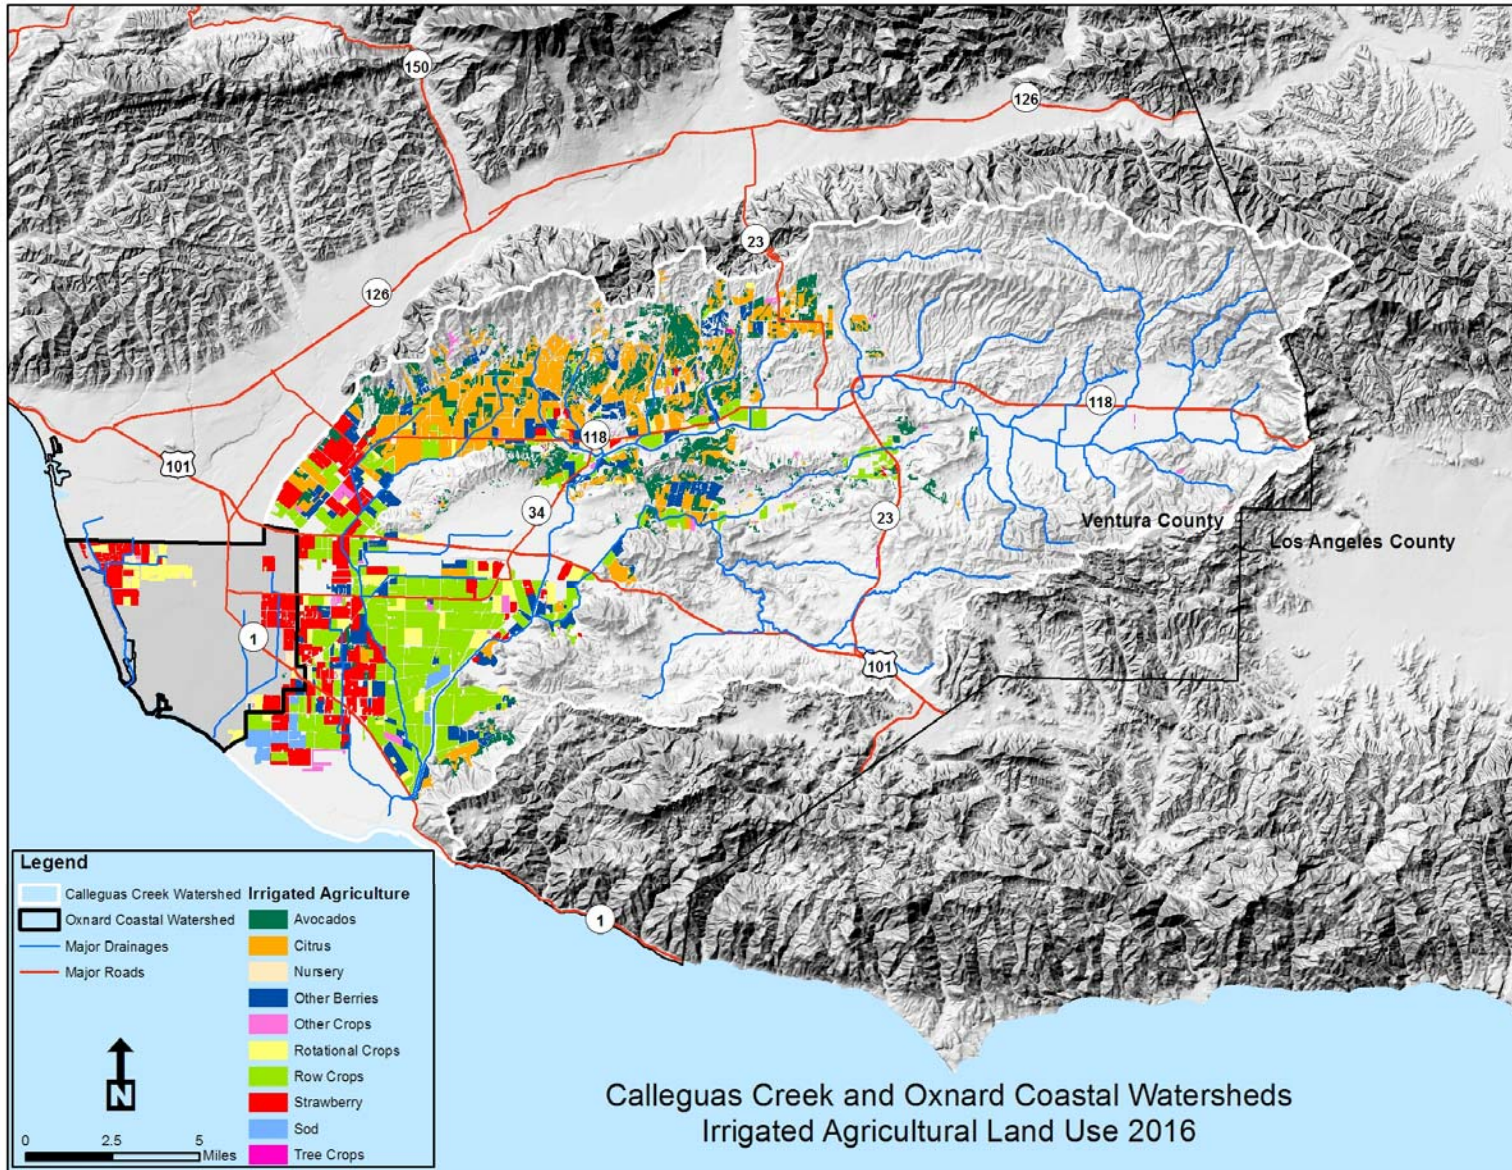 150
126
23
126
118
101
118
34
23
Ventura County
Los Angeles County
1
101
1
Legend
Calleguas Creek Watershed
Oxnard Coastal Watershed
Major Drainages
Major Roads
Irrigated Agriculture
Avocados
Citrus
Nursery
Other Berries
Other Crops
Rotational Crops
Row Crops
Strawberry
Sod
Tree Crops
N
0 2.5 5
Miles
Calleguas Creek and Oxnard Coastal Watersheds
Irrigated Agricultural Land Use 2016